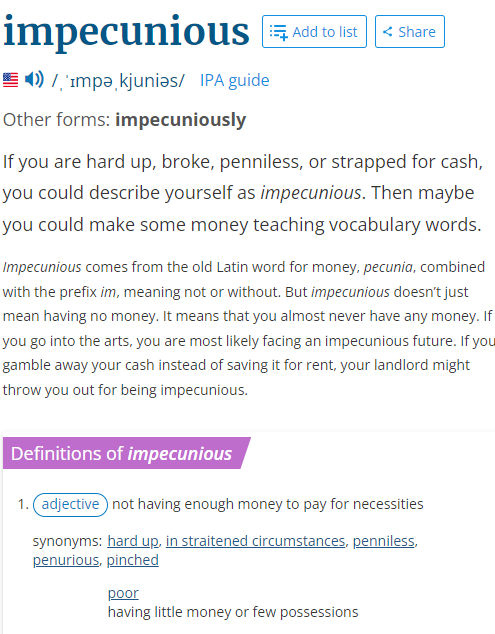 impecunious Add to list Share
/ˌˈɪmpəˌkjuniəs/ IPA guide
Other forms: impecuniously
If you are hard up, broke, penniless, or strapped for cash,
you could describe yourself as impecunious. Then maybe
you could make some money teaching vocabulary words.
Impecunious comes from the old Latin word for money, pecunia, combined
with the prefix im, meaning not or without. But impecunious doesn’t just
mean having no money. It means that you almost never have any money. If
you go into the arts, you are most likely facing an impecunious future. If you
gamble away your cash instead of saving it for rent, your landlord might
throw you out for being impecunious.
Definitions of impecunious
1. adjective not having enough money to pay for necessities
synonyms: hard up, in straitened circumstances, penniless,
penurious, pinched
poor
having little money or few possessions